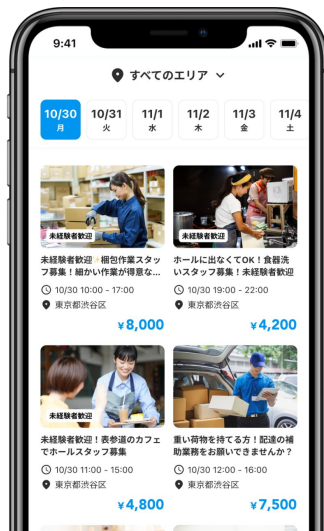 9:41
すべてのエリア
10/30 10/31 11/1 11/2 11/3 11/4
月 火 水 木 金 土
未経験者歓迎
未経験者歓迎✨梱包作業スタッ
フ募集！細かい作業が得意な...
10/30 10:00 - 17:00
東京都渋谷区
¥8,000
未経験者歓迎
ホールに出なくてOK！食器洗
いスタッフ募集！未経験者歓迎
10/30 19:00 - 22:00
東京都渋谷区
¥4,200
未経験者歓迎
未経験者歓迎！表参道のカフェ
でホールスタッフ募集
10/30 11:00 - 15:00
東京都渋谷区
¥4,800
重い荷物を持てる方！配達の補
助業務をお願いできませんか？
10/30 12:00 - 16:00
東京都渋谷区
¥7,500